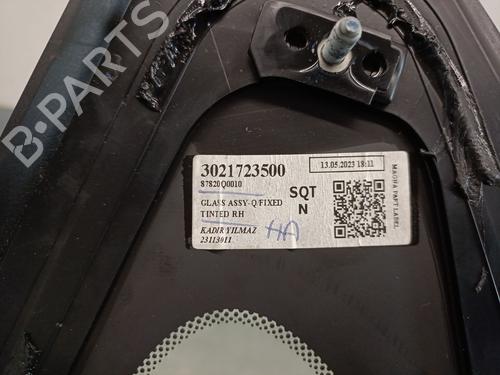 B-PARTS
3021723500
87820Q0010
GLASS ASSY-Q/FIXED
TINTED RH
KADIR YILMAZ
23113011
SQT
N
13.05.2023 18:11
MAGNA PART LABEL
HA